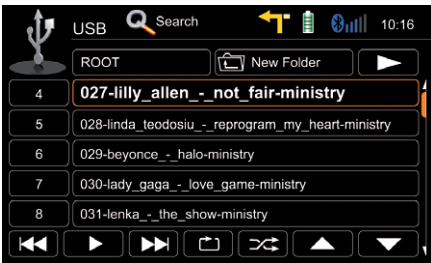 USB Search 10:16
ROOT New Folder
4 027-lilly_allen_-_not_fair-ministry
5 028-linda_teodosiu_-_reprogram_my_heart-ministry
6 029-beyonce_-_halo-ministry
7 030-lady_gaga_-_love_game-ministry
8 031-lenka_-_the_show-ministry